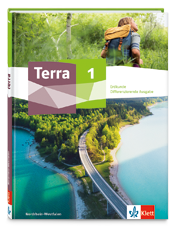 Terra 1
Erdkunde
Differenzierende Ausgabe
Nordrhein-Westfalen
Klett